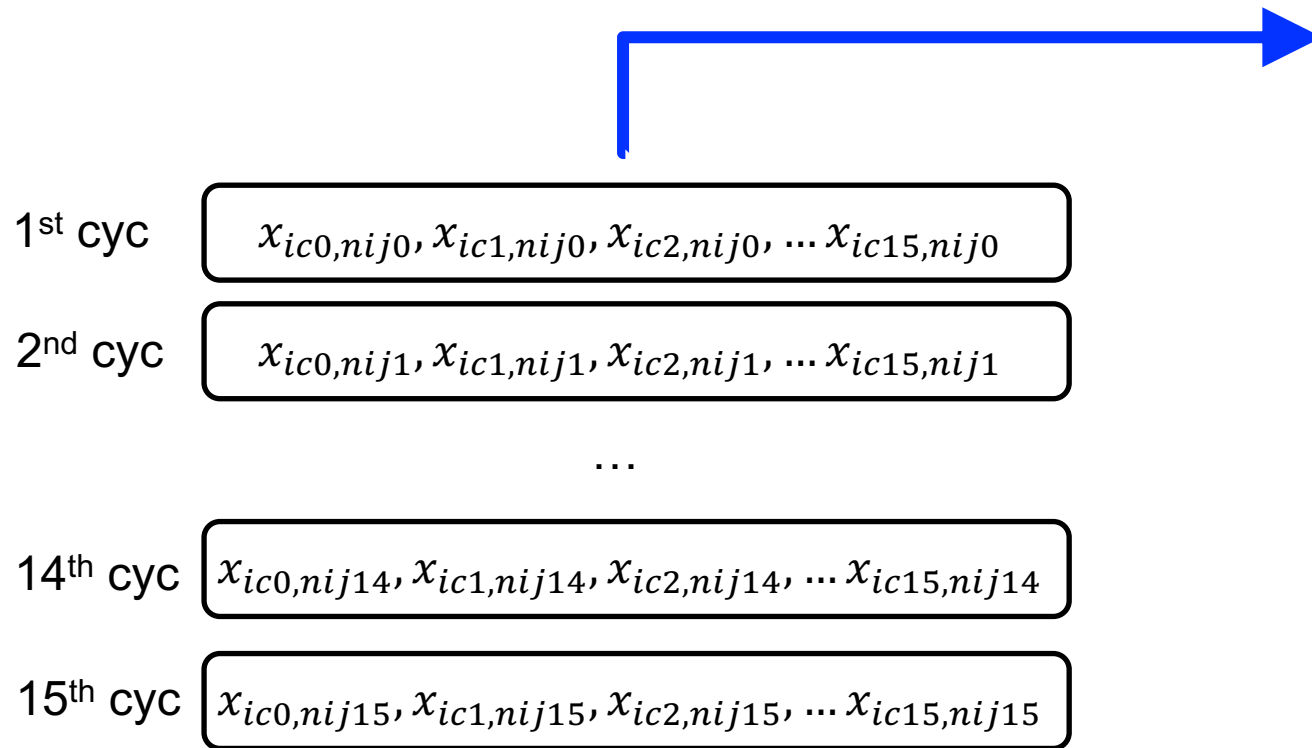 1st cyc x_{ic0,nij0}, x_{ic1,nij0}, x_{ic2,nij0}, ... x_{ic15,nij0}
2nd cyc x_{ic0,nij1}, x_{ic1,nij1}, x_{ic2,nij1}, ... x_{ic15,nij1}
...
14th cyc x_{ic0,nij14}, x_{ic1,nij14}, x_{ic2,nij14}, ... x_{ic15,nij14}
15th cyc x_{ic0,nij15}, x_{ic1,nij15}, x_{ic2,nij15}, ... x_{ic15,nij15}